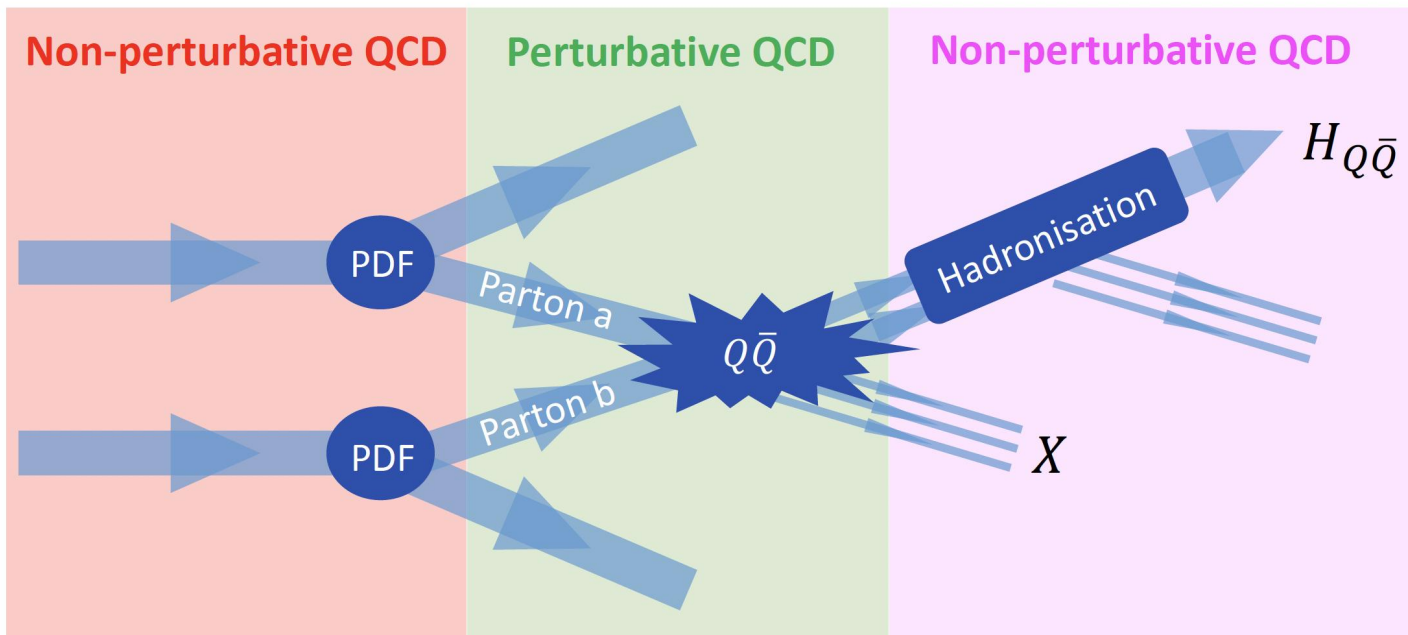 Non-perturbative QCD
Perturbative QCD
Non-perturbative QCD
PDF
Parton a
PDF
Parton b
QQ̄
Hadronisation
H_{QQ̄}
X